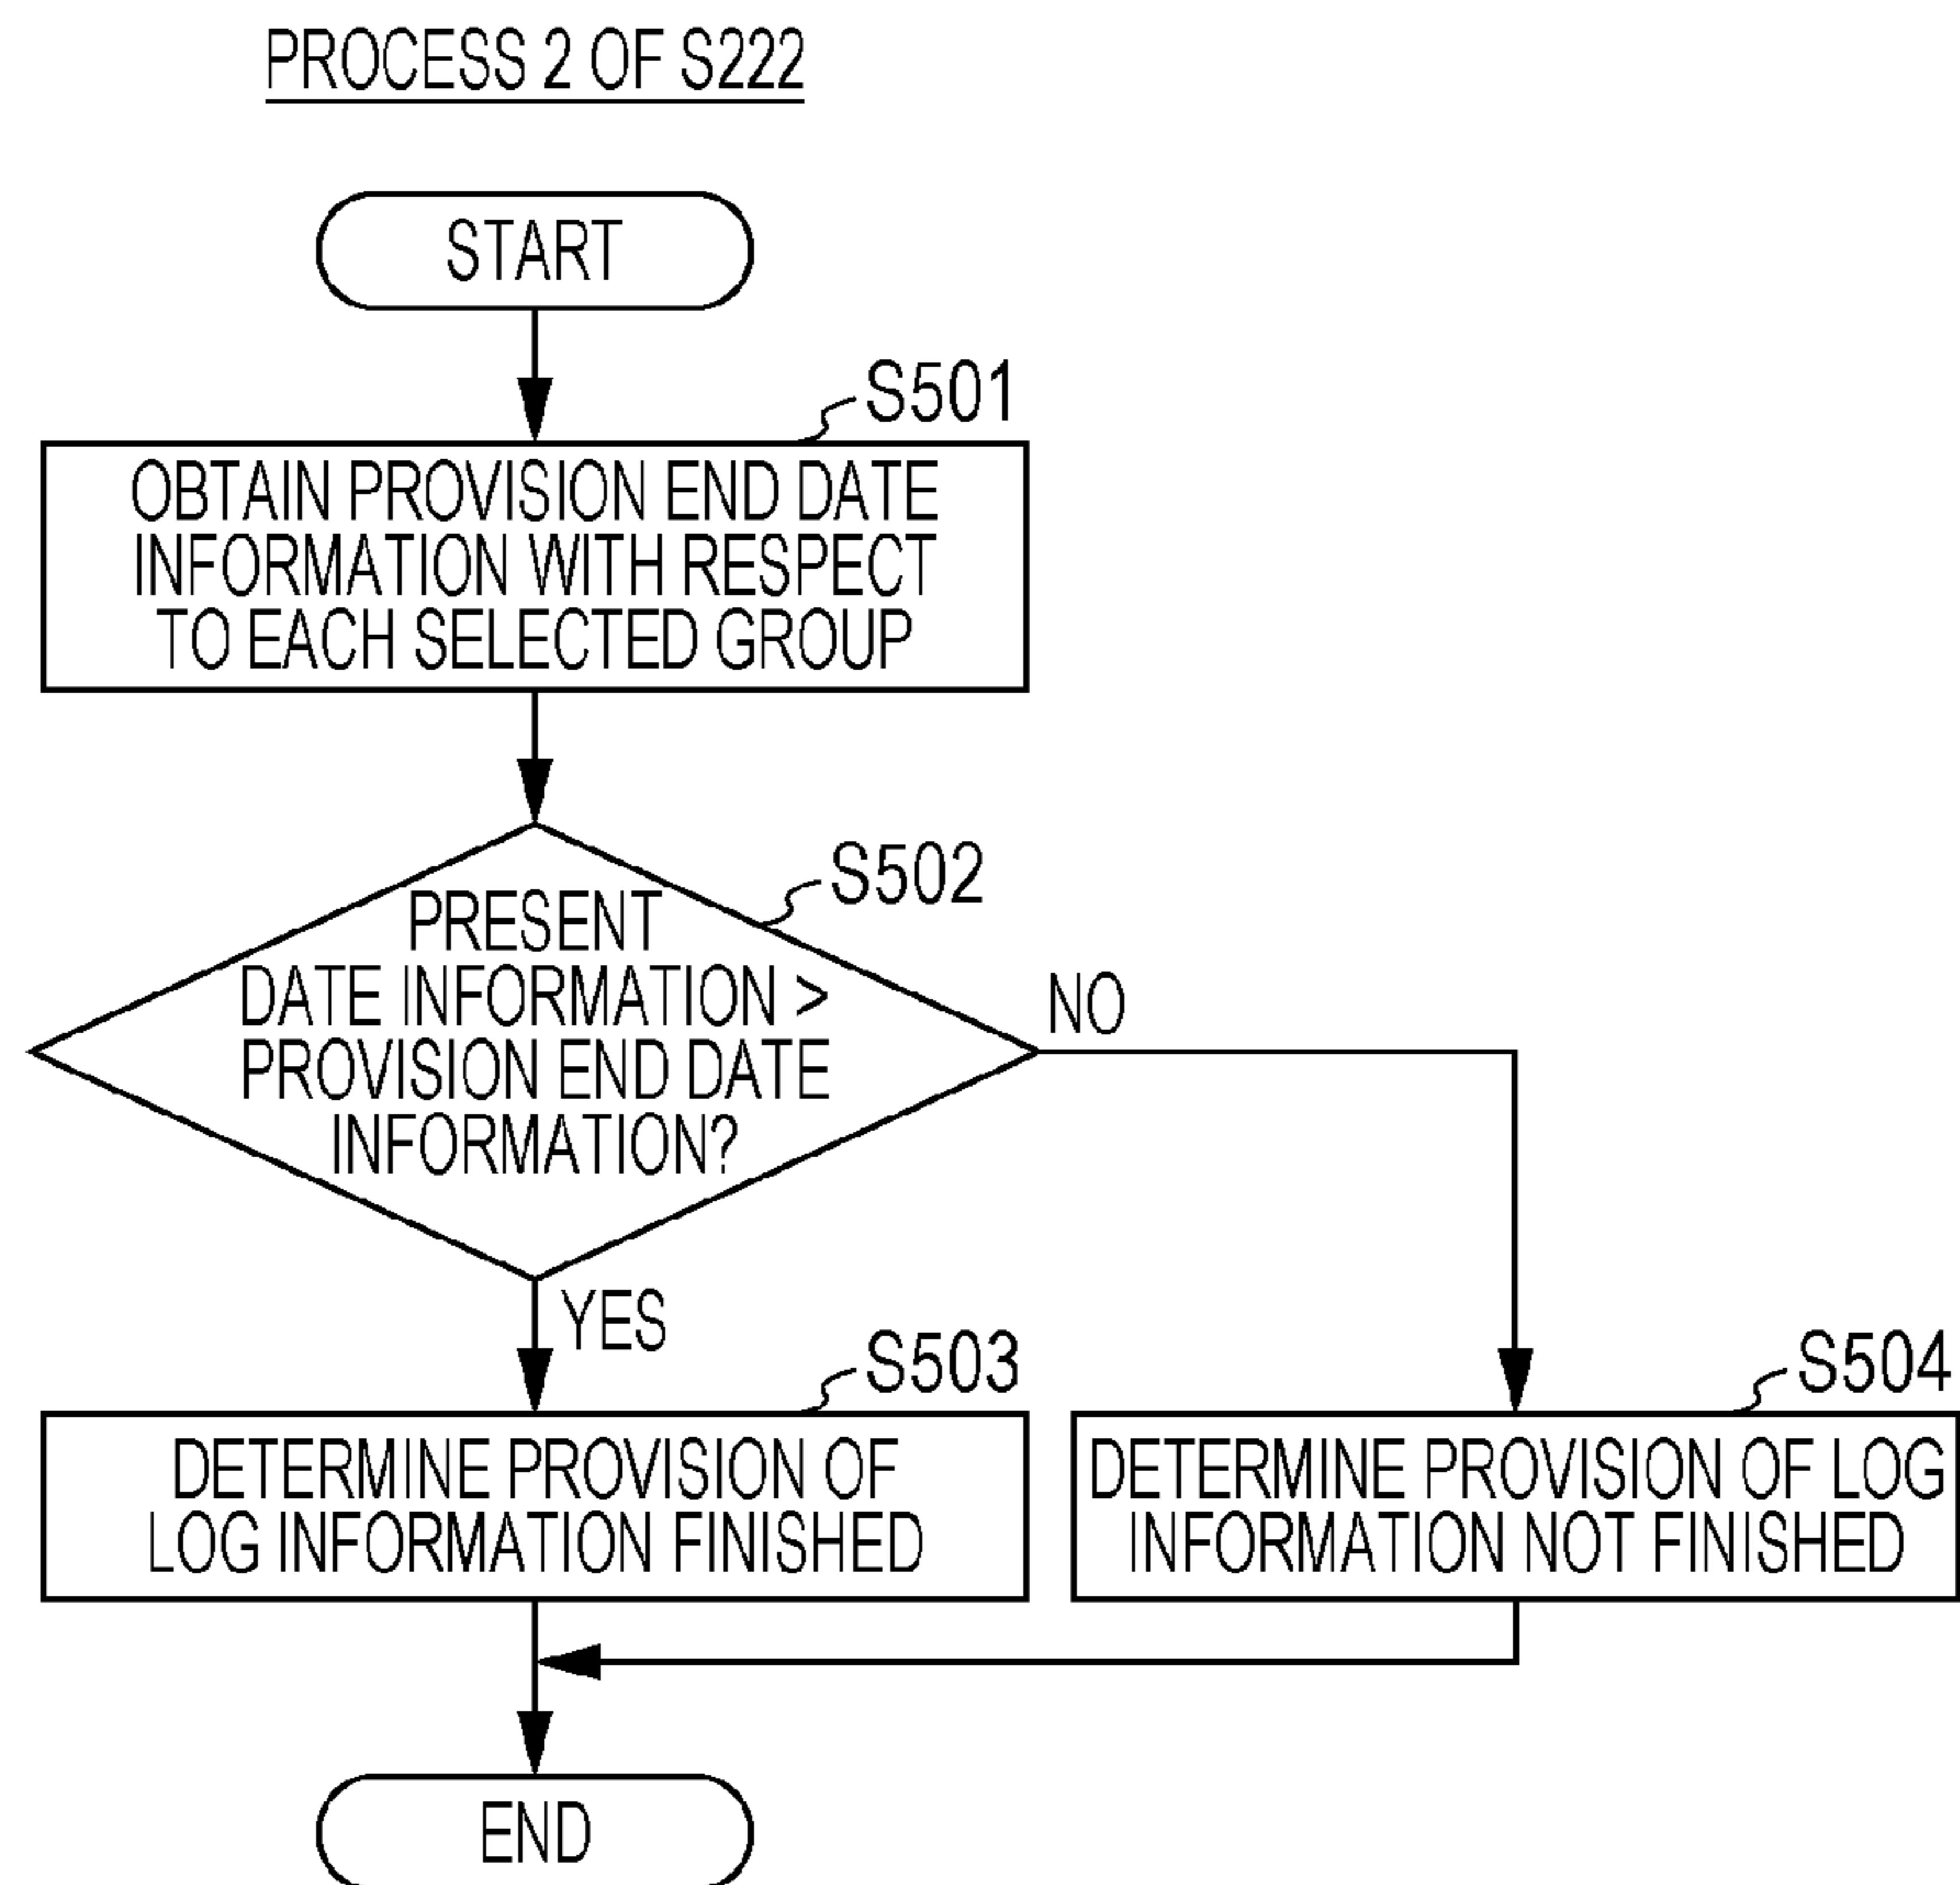 PROCESS 2 OF S222
START
S501
OBTAIN PROVISION END DATE
INFORMATION WITH RESPECT
TO EACH SELECTED GROUP
S502
PRESENT
DATE INFORMATION >
PROVISION END DATE
INFORMATION?
NO
YES
S503
DETERMINE PROVISION OF
LOG INFORMATION FINISHED
S504
DETERMINE PROVISION OF LOG
INFORMATION NOT FINISHED
END